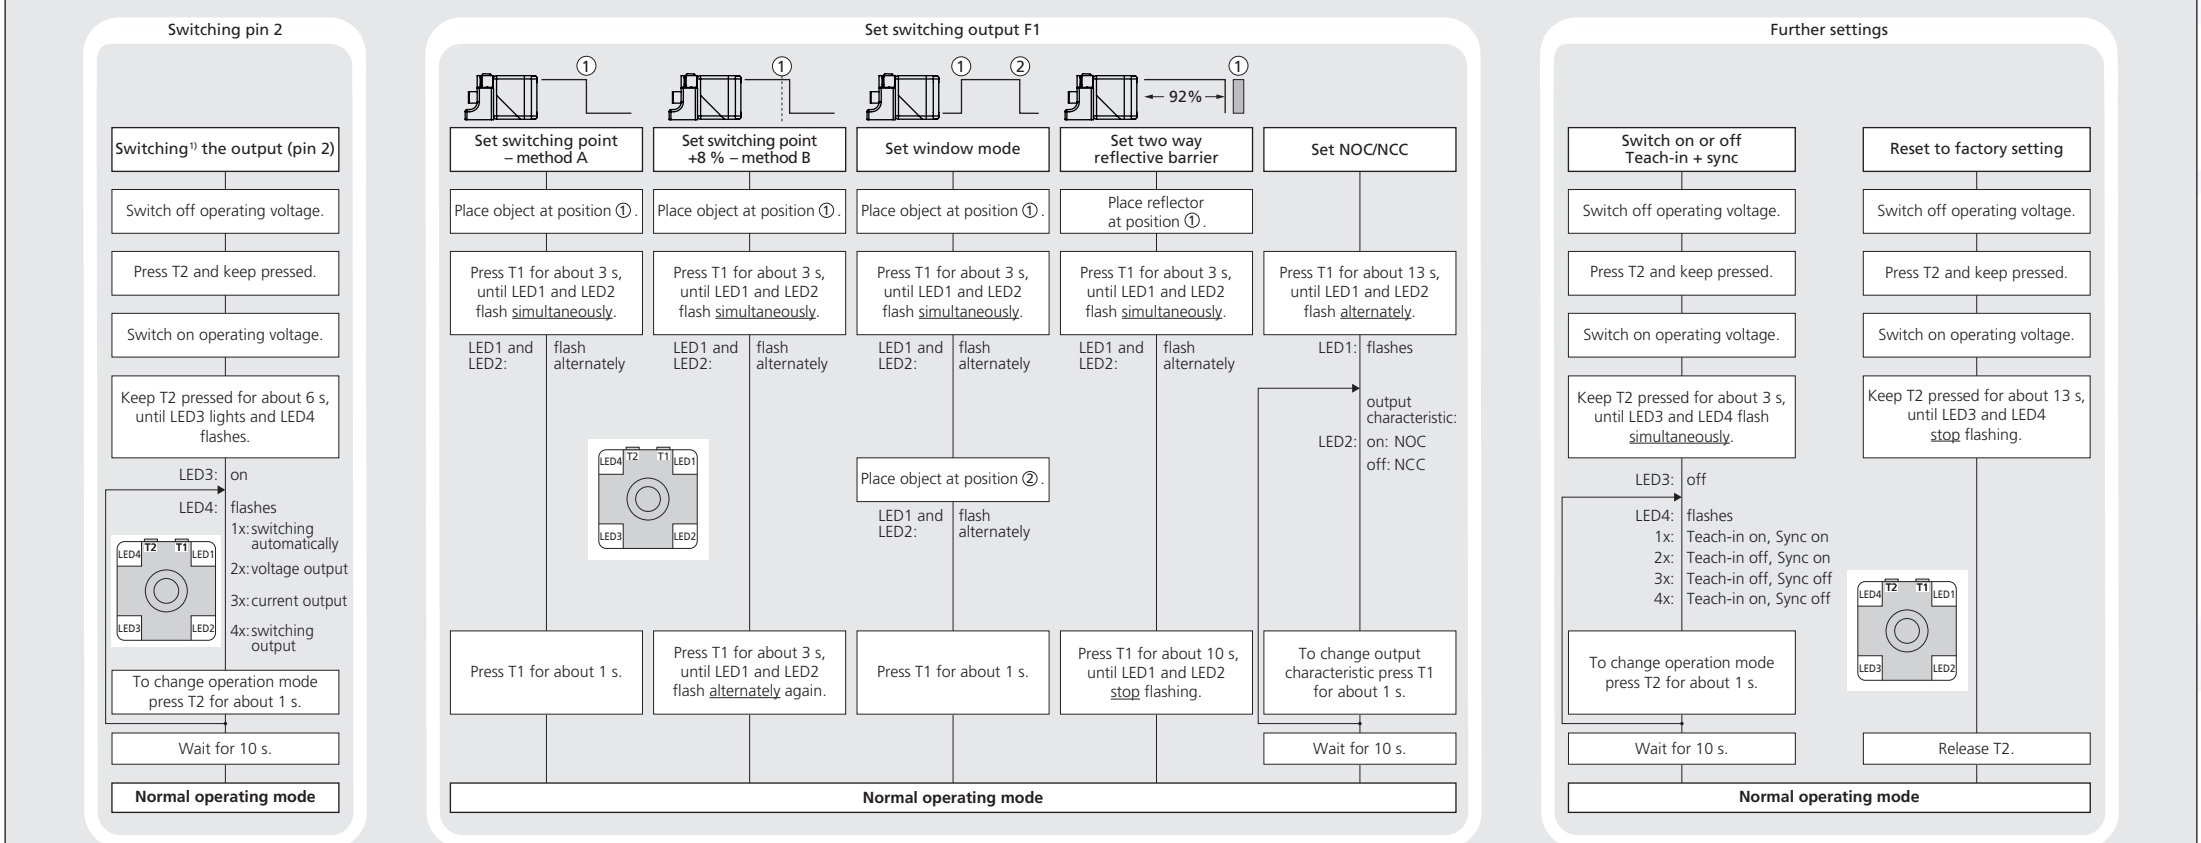 Switching pin 2
Switching¹⁾ the output (pin 2)
Switch off operating voltage.
Press T2 and keep pressed.
Switch on operating voltage.
Keep T2 pressed for about 6 s,
until LED3 lights and LED4
flashes.
LED3: on
LED4: flashes
1x: switching
automatically
2x: voltage output
3x: current output
4x: switching
output
LED4 T2 T1 LED1
LED3 LED2
To change operation mode
press T2 for about 1 s.
Wait for 10 s.
Normal operating mode
Set switching output F1
①
Set switching point
– method A
Place object at position ①.
Press T1 for about 3 s,
until LED1 and LED2
flash simultaneously.
LED1 and flash
LED2: alternately
Press T1 for about 1 s.
①
Set switching point
+8 % – method B
Place object at position ①.
Press T1 for about 3 s,
until LED1 and LED2
flash simultaneously.
LED1 and flash
LED2: alternately
LED4 T2 T1 LED1
LED3 LED2
Press T1 for about 3 s,
until LED1 and LED2
flash alternately again.
① ②
Set window mode
Place object at position ①.
Press T1 for about 3 s,
until LED1 and LED2
flash simultaneously.
LED1 and flash
LED2: alternately
Place object at position ②.
LED1 and flash
LED2: alternately
Press T1 for about 1 s.
①
92%
Set two way
reflective barrier
Place reflector
at position ①.
Press T1 for about 3 s,
until LED1 and LED2
flash simultaneously.
LED1 and flash
LED2: alternately
Press T1 for about 10 s,
until LED1 and LED2
stop flashing.
Set NOC/NCC
Press T1 for about 13 s,
until LED1 and LED2
flash alternately.
LED1: flashes
output
characteristic:
LED2: on: NOC
off: NCC
To change output
characteristic press T1
for about 1 s.
Wait for 10 s.
Normal operating mode
Further settings
Switch on or off
Teach-in + sync
Switch off operating voltage.
Press T2 and keep pressed.
Switch on operating voltage.
Keep T2 pressed for about 3 s,
until LED3 and LED4 flash
simultaneously.
LED3: off
LED4: flashes
1x: Teach-in on, Sync on
2x: Teach-in off, Sync on
3x: Teach-in off, Sync off
4x: Teach-in on, Sync off
To change operation mode
press T2 for about 1 s.
Wait for 10 s.
Reset to factory setting
Switch off operating voltage.
Press T2 and keep pressed.
Switch on operating voltage.
Keep T2 pressed for about 13 s,
until LED3 and LED4
stop flashing.
LED4 T2 T1 LED1
LED3 LED2
Release T2.
Normal operating mode